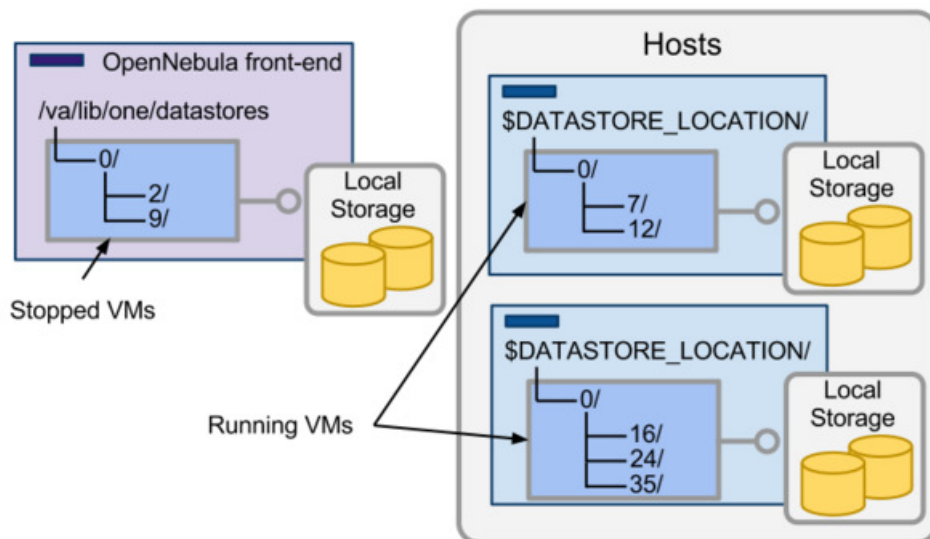 OpenNebula front-end
/va/lib/one/datastores
0/
2/
9/
Local
Storage
Stopped VMs
Hosts
$DATASTORE_LOCATION/
0/
7/
12/
Local
Storage
$DATASTORE_LOCATION/
0/
16/
24/
35/
Local
Storage
Running VMs